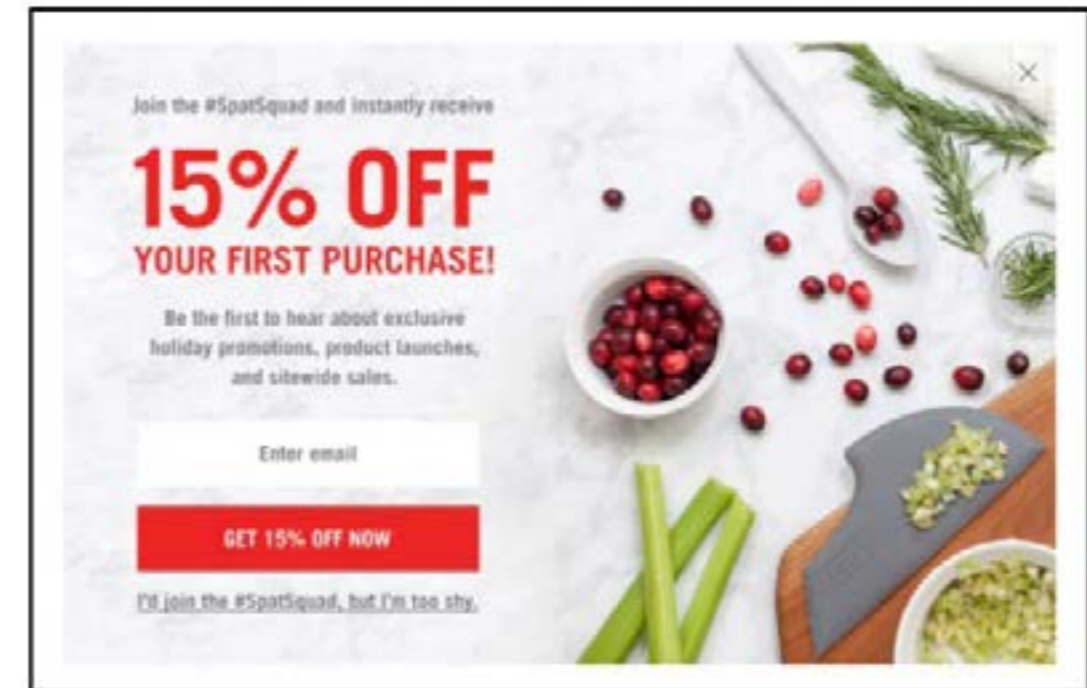 Join the #SpatSquad and instantly receive
15% OFF
YOUR FIRST PURCHASE!
Be the first to hear about exclusive
holiday promotions, product launches,
and sitewide sales.
Enter email
GET 15% OFF NOW
I'd join the #SpatSquad, but I'm too shy.